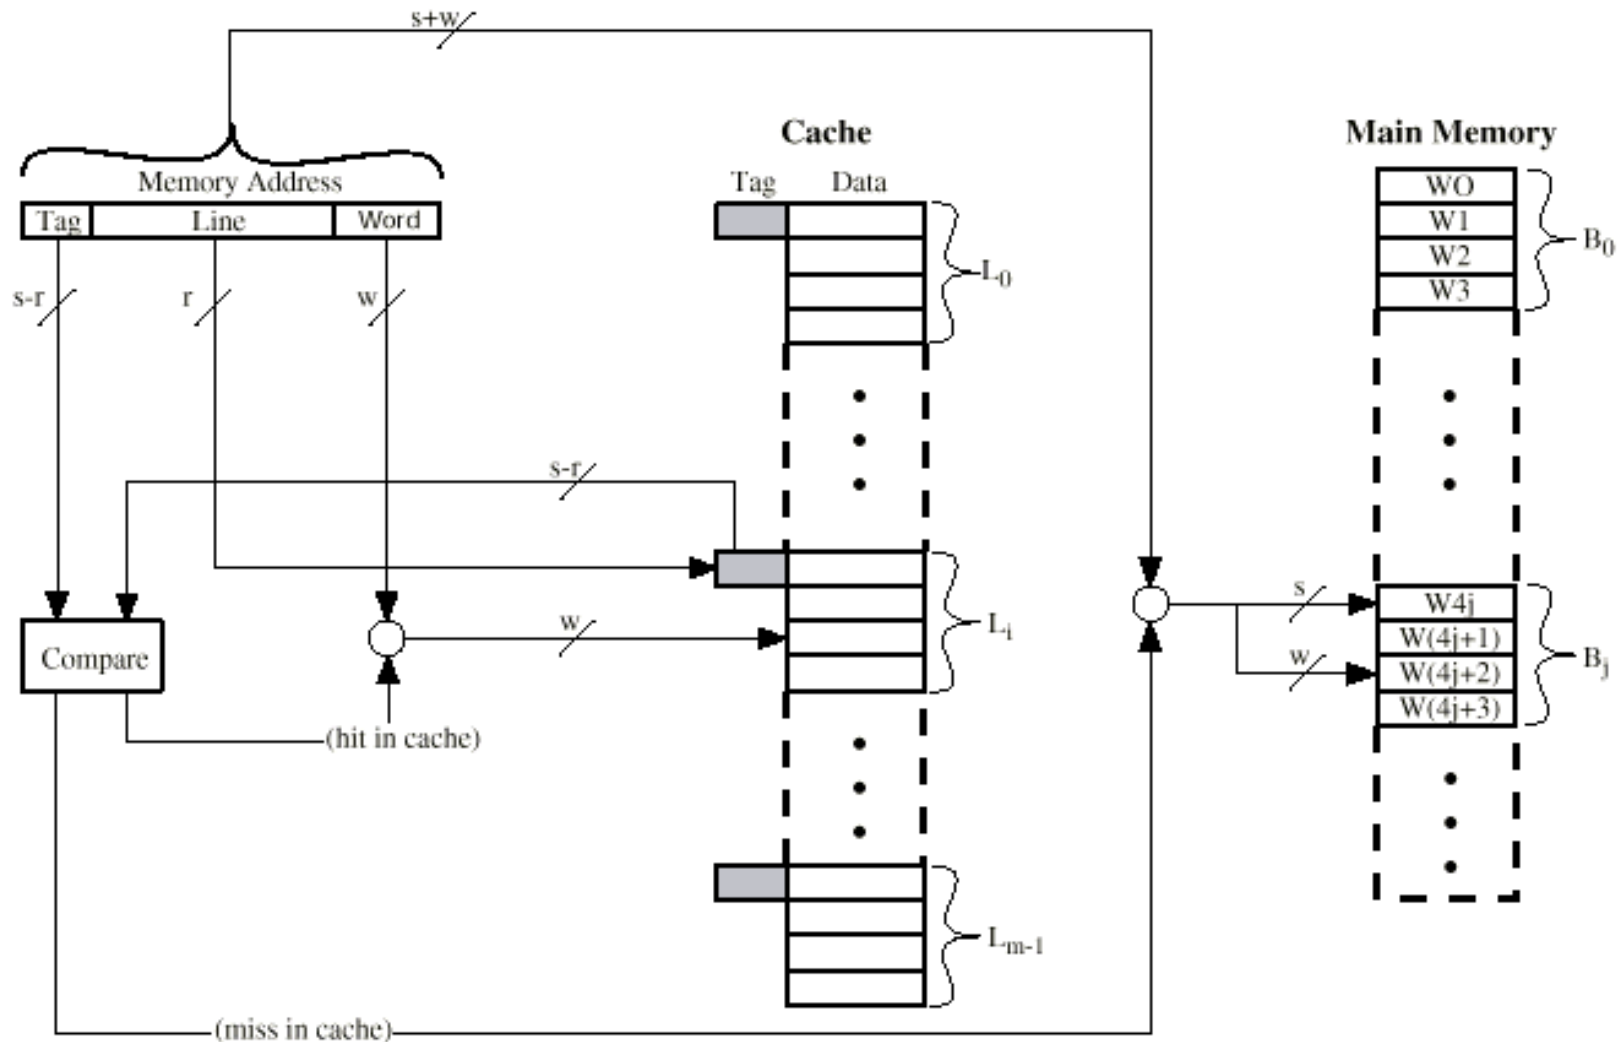 s+w
Cache
Main Memory
Memory Address
Tag Data
Tag Line Word
WO
W1
W2
W3
B0
L0
s-r
r
w
s-r
Compare
w
Li
s
w
W4j
W(4j+1)
W(4j+2)
W(4j+3)
Bj
(hit in cache)
Lm-1
(miss in cache)